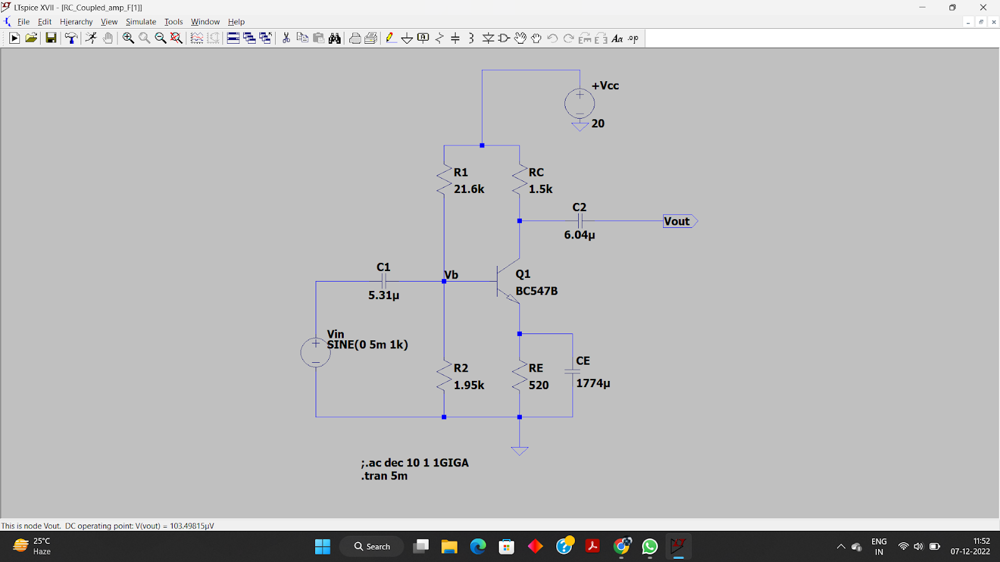 LTspice XVII - [RC_Coupled_amp_F[1]]
File Edit Hierarchy View Simulate Tools Window Help
A
Aa .op
+Vcc
20
R1
21.6k
RC
1.5k
C2
6.04µ
Vout
C1
5.31µ
Vb
Q1
BC547B
Vin
SINE(0 5m 1k)
R2
1.95k
RE
520
CE
1774µ
;.ac dec 10 1 1GIGA
.tran 5m
This is node Vout. DC operating point: V(vout) = 103.49815µV
25°C
Haze
Search
ENG
IN
11:52
07-12-2022